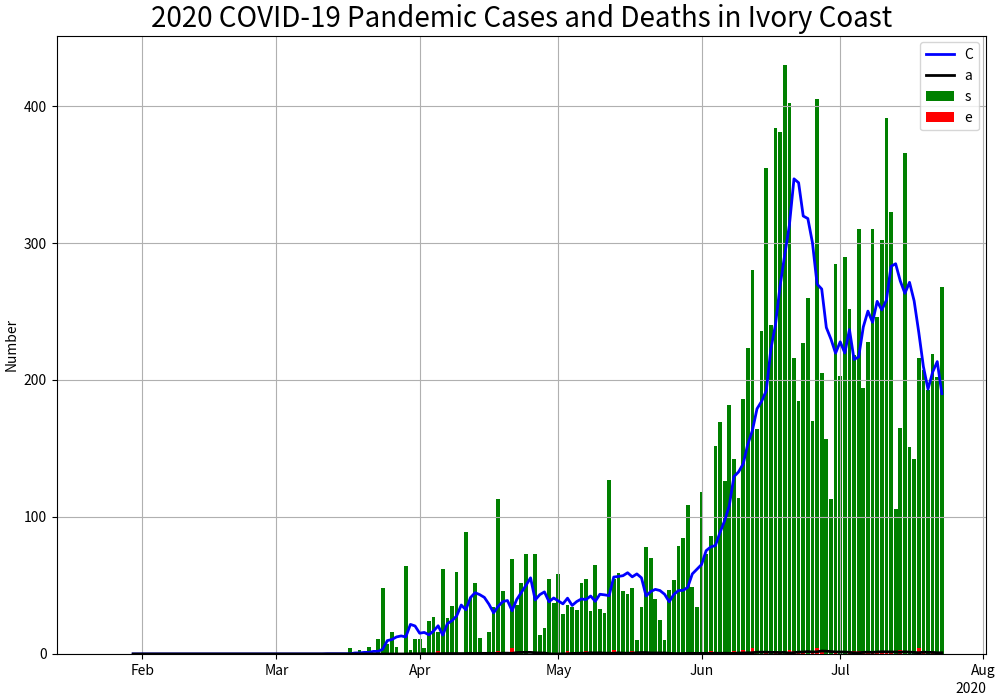 2020 COVID-19 Pandemic Cases and Deaths in Ivory Coast
C
a
s
e
400
300
200
100
0
Number
Feb Mar Apr May Jun Jul Aug
2020